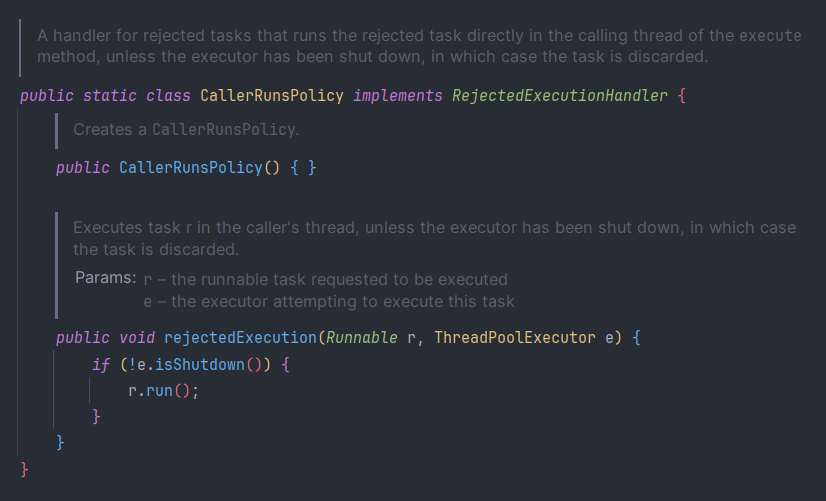 A handler for rejected tasks that runs the rejected task directly in the calling thread of the execute
method, unless the executor has been shut down, in which case the task is discarded.
public static class CallerRunsPolicy implements RejectedExecutionHandler {
Creates a CallerRunsPolicy.
public CallerRunsPolicy() { }
Executes task r in the caller's thread, unless the executor has been shut down, in which case
the task is discarded.
Params: r – the runnable task requested to be executed
e – the executor attempting to execute this task
public void rejectedExecution(Runnable r, ThreadPoolExecutor e) {
if (!e.isShutdown()) {
r.run();
}
}
}